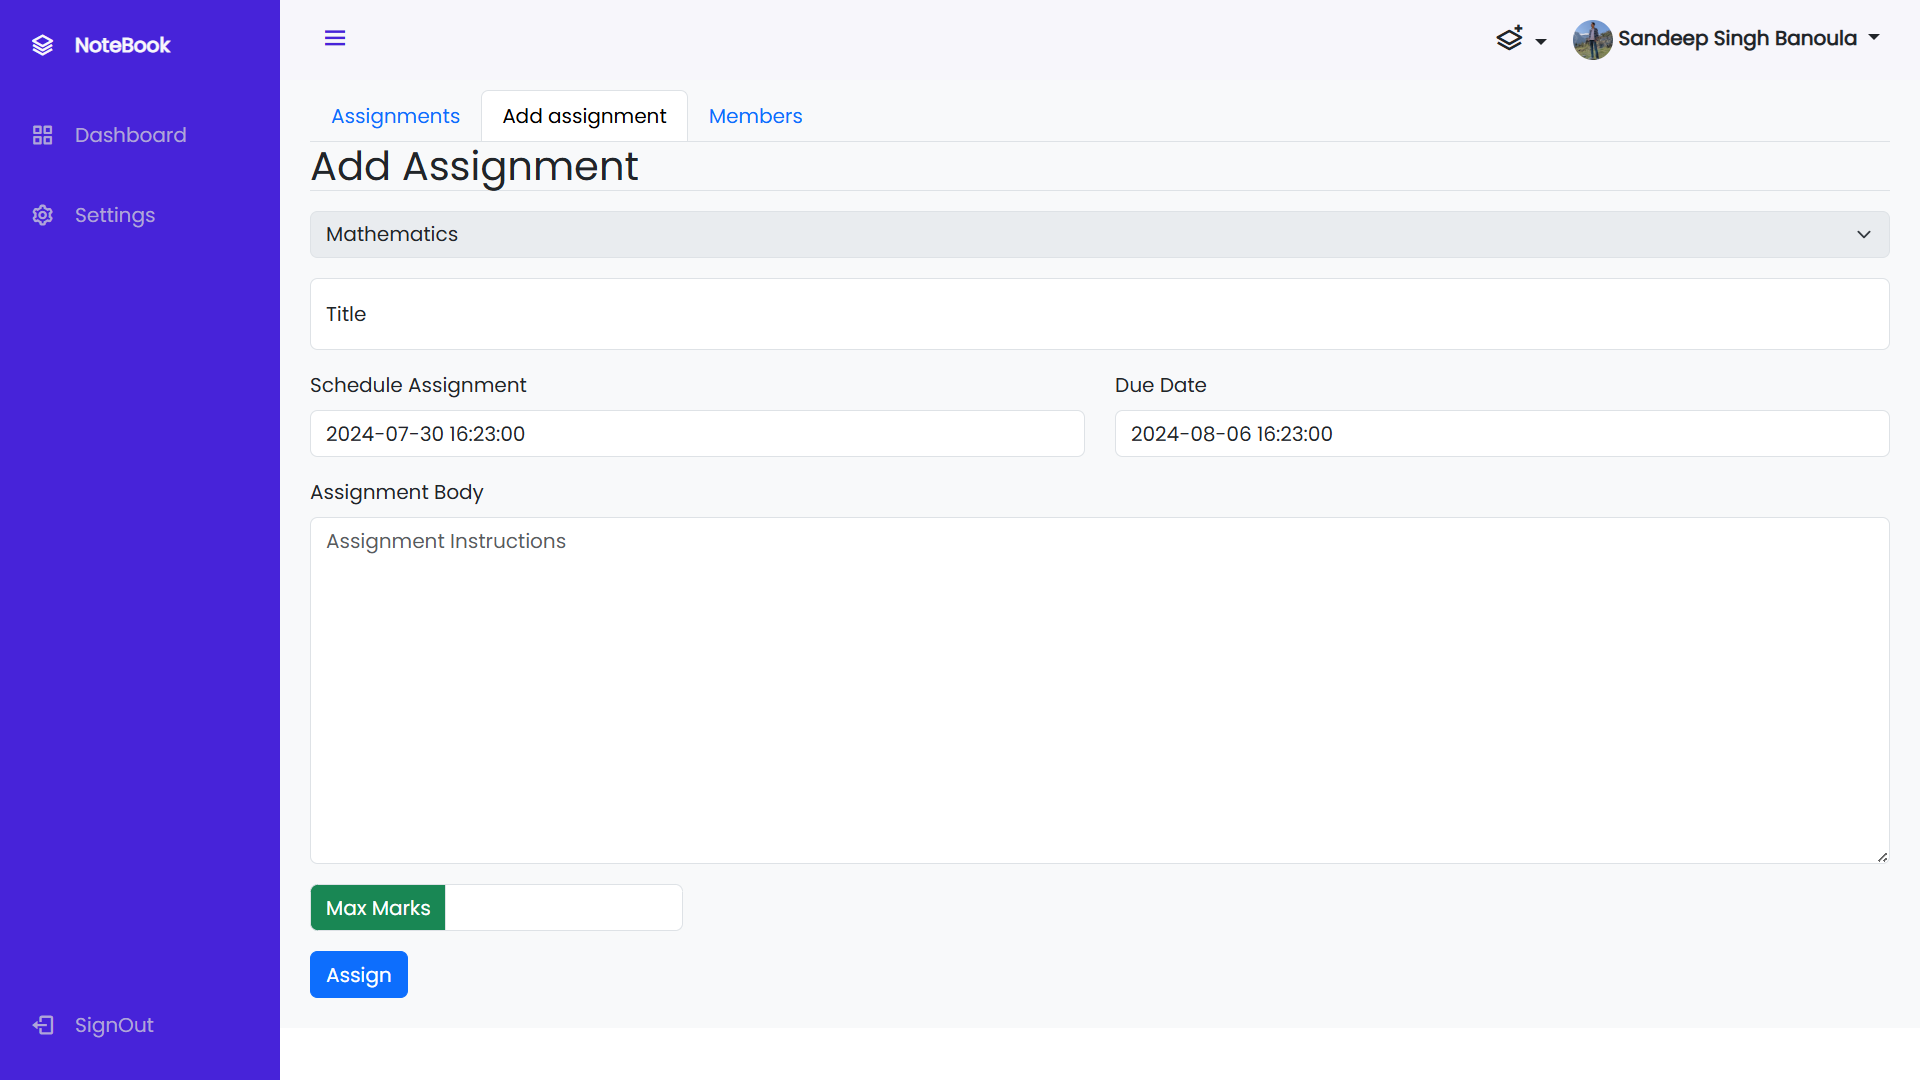 NoteBook
Dashboard
Settings
SignOut
Sandeep Singh Banoula
Assignments
Add assignment
Members
Add Assignment
Mathematics
Title
Schedule Assignment
Due Date
2024-07-30 16:23:00
2024-08-06 16:23:00
Assignment Body
Assignment Instructions
Max Marks
Assign